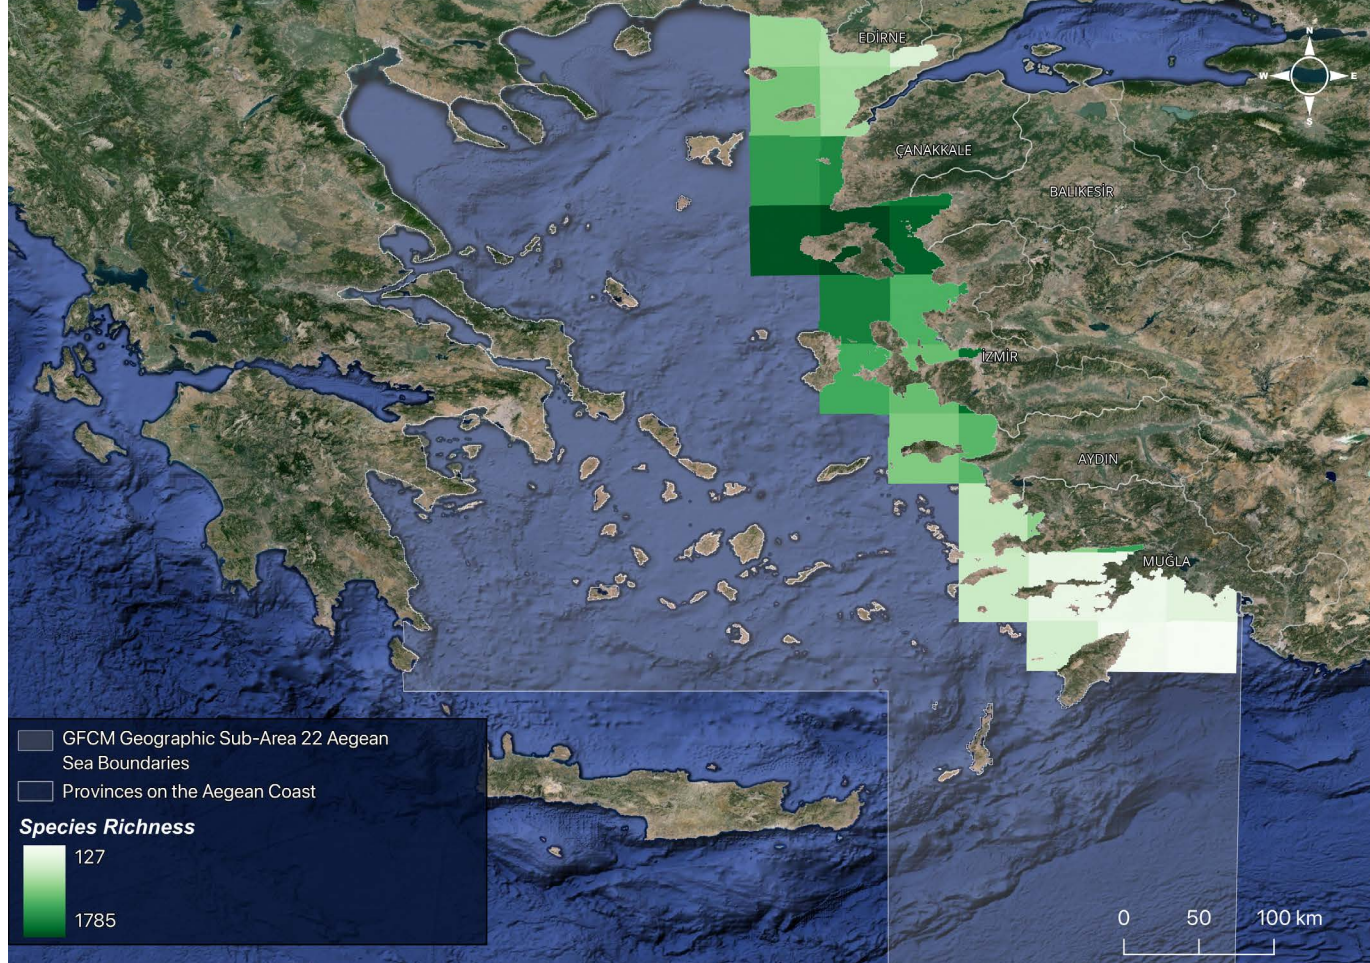 N
W
E
S
EDİRNE
ÇANAKKALE
BALIKESİR
İZMİR
AYDIN
MUĞLA
GFCM Geographic Sub-Area 22 Aegean
Sea Boundaries
Provinces on the Aegean Coast
Species Richness
127
1785
0 50 100 km